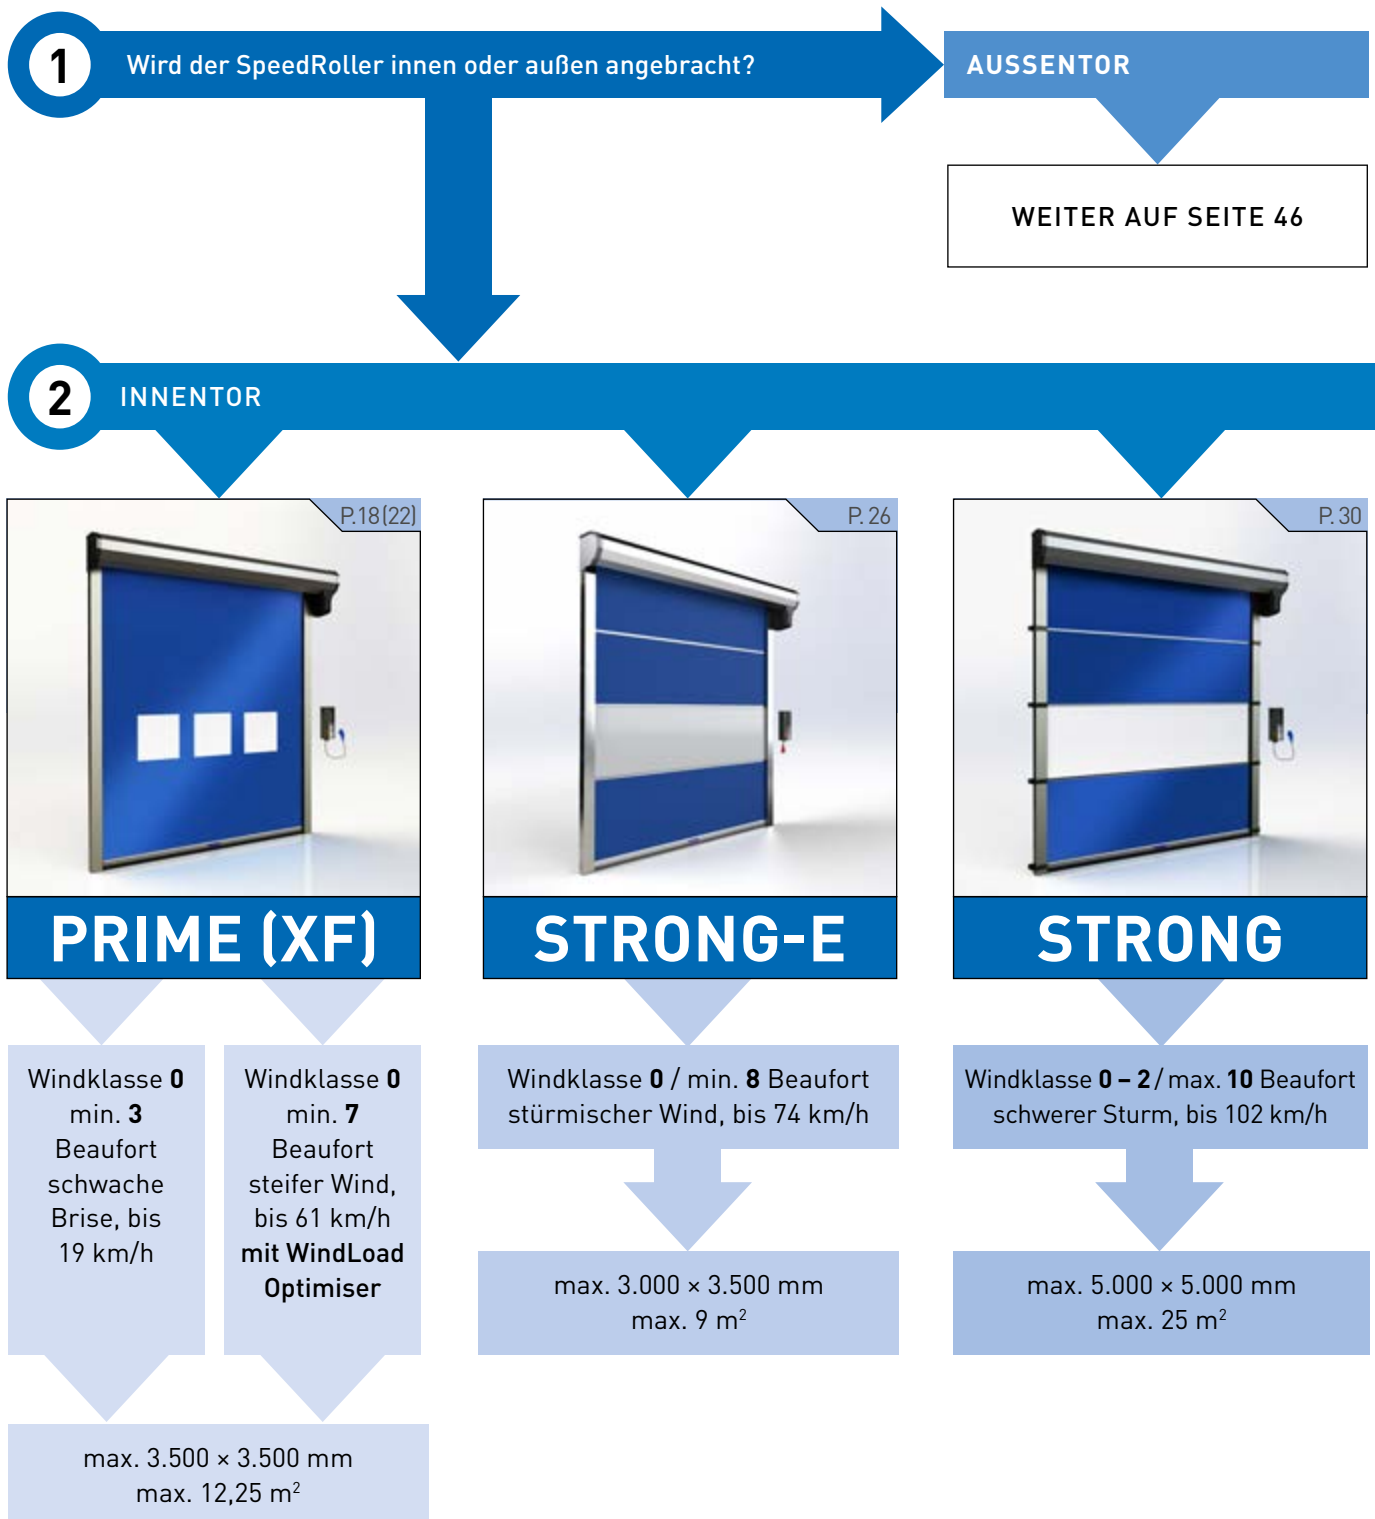 1
Wird der SpeedRoller innen oder außen angebracht?
AUSSENTOR
WEITER AUF SEITE 46
2
INNENTOR
P.18(22)
PRIME (XF)
Windklasse 0
min. 3
Beaufort
schwache
Brise, bis
19 km/h
Windklasse 0
min. 7
Beaufort
steifer Wind,
bis 61 km/h
mit WindLoad
Optimiser
max. 3.500 × 3.500 mm
max. 12,25 m²
P. 26
STRONG-E
Windklasse 0 / min. 8 Beaufort
stürmischer Wind, bis 74 km/h
max. 3.000 × 3.500 mm
max. 9 m²
P. 30
STRONG
Windklasse 0 – 2 / max. 10 Beaufort
schwerer Sturm, bis 102 km/h
max. 5.000 × 5.000 mm
max. 25 m²